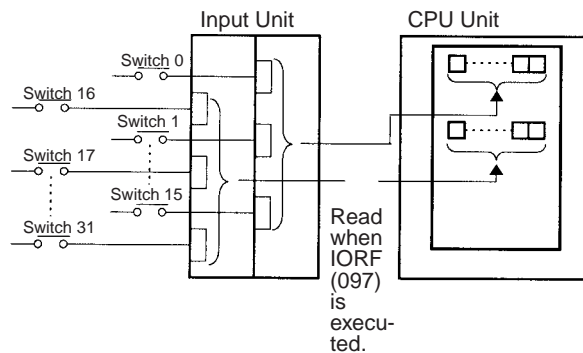 Input Unit
CPU Unit
Switch 0
Switch 16
Switch 1
Switch 17
Switch 15
Switch 31
Read
when
IORF
(097)
is
execu-
ted.